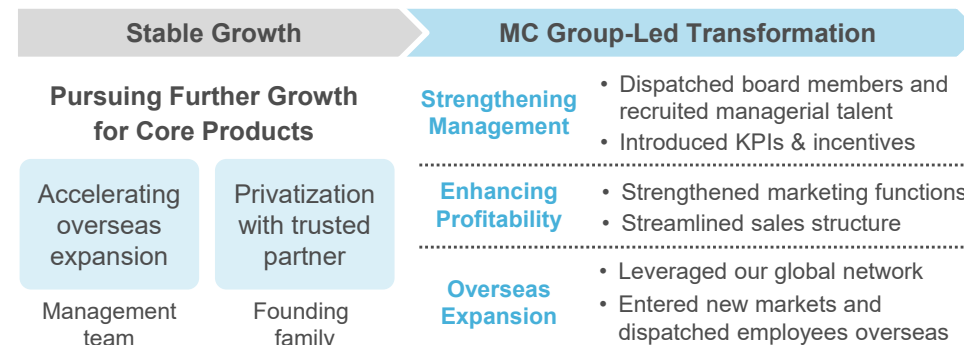 Stable Growth
MC Group-Led Transformation
Pursuing Further Growth
for Core Products
Accelerating
overseas
expansion
Privatization
with trusted
partner
Management
team
Founding
family
Strengthening
Management
• Dispatched board members and
recruited managerial talent
• Introduced KPIs & incentives
Enhancing
Profitability
• Strengthened marketing functions
• Streamlined sales structure
Overseas
Expansion
• Leveraged our global network
• Entered new markets and
dispatched employees overseas